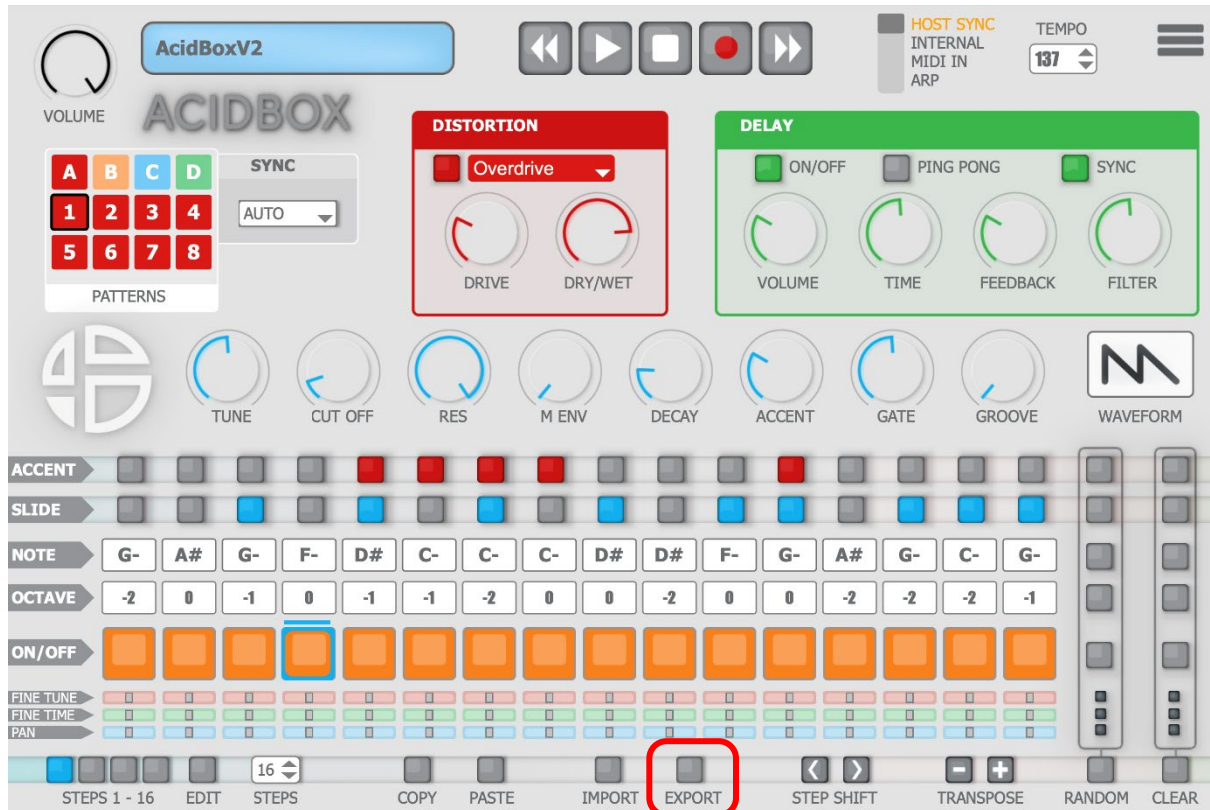 AcidBoxV2
HOST SYNC
INTERNAL
MIDI IN
ARP
TEMPO
137
VOLUME
ACIDBOX
A B C D
1 2 3 4
5 6 7 8
PATTERNS
SYNC
AUTO
DISTORTION
Overdrive
DRIVE DRY/WET
DELAY
ON/OFF PING PONG SYNC
VOLUME TIME FEEDBACK FILTER
TUNE CUT OFF RES M ENV DECAY ACCENT GATE GROOVE WAVEFORM
ACCENT
SLIDE
NOTE G- A# G- F- D# C- C- C- D# D# F- G- A# G- C- G-
OCTAVE -2 0 -1 0 -1 -1 -2 0 0 -2 0 0 -2 -2 -2 -1
ON/OFF
FINE TUNE
FINE TIME
PAN
16
STEPS 1 - 16 EDIT STEPS COPY PASTE IMPORT EXPORT STEP SHIFT TRANSPOSE RANDOM CLEAR